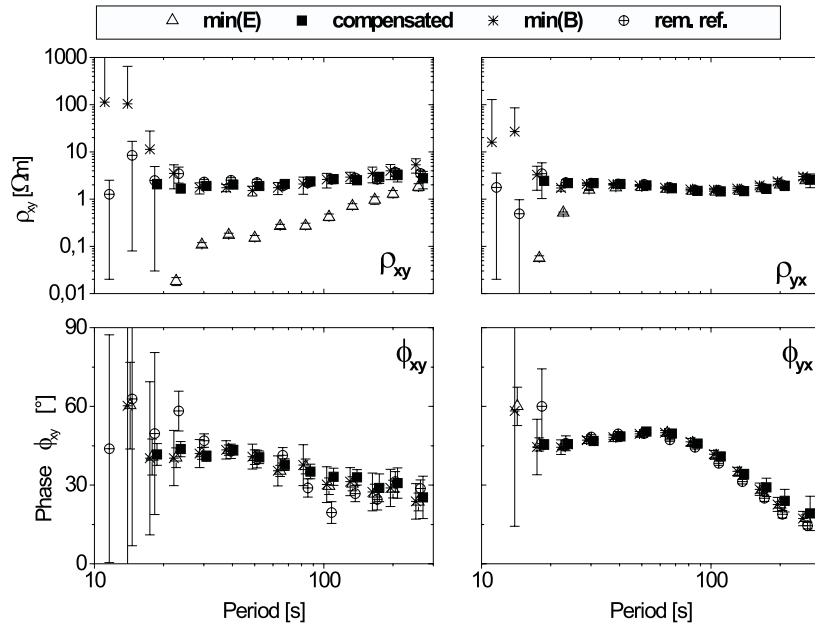 min(E) compensated min(B) rem. ref.
1000
100
10
1
0,1
0,01
ρxy [Ωm]
ρxy
ρyx
90
60
30
0
Phase ϕxy [°]
ϕxy
ϕyx
10 100
Period [s]
10 100
Period [s]